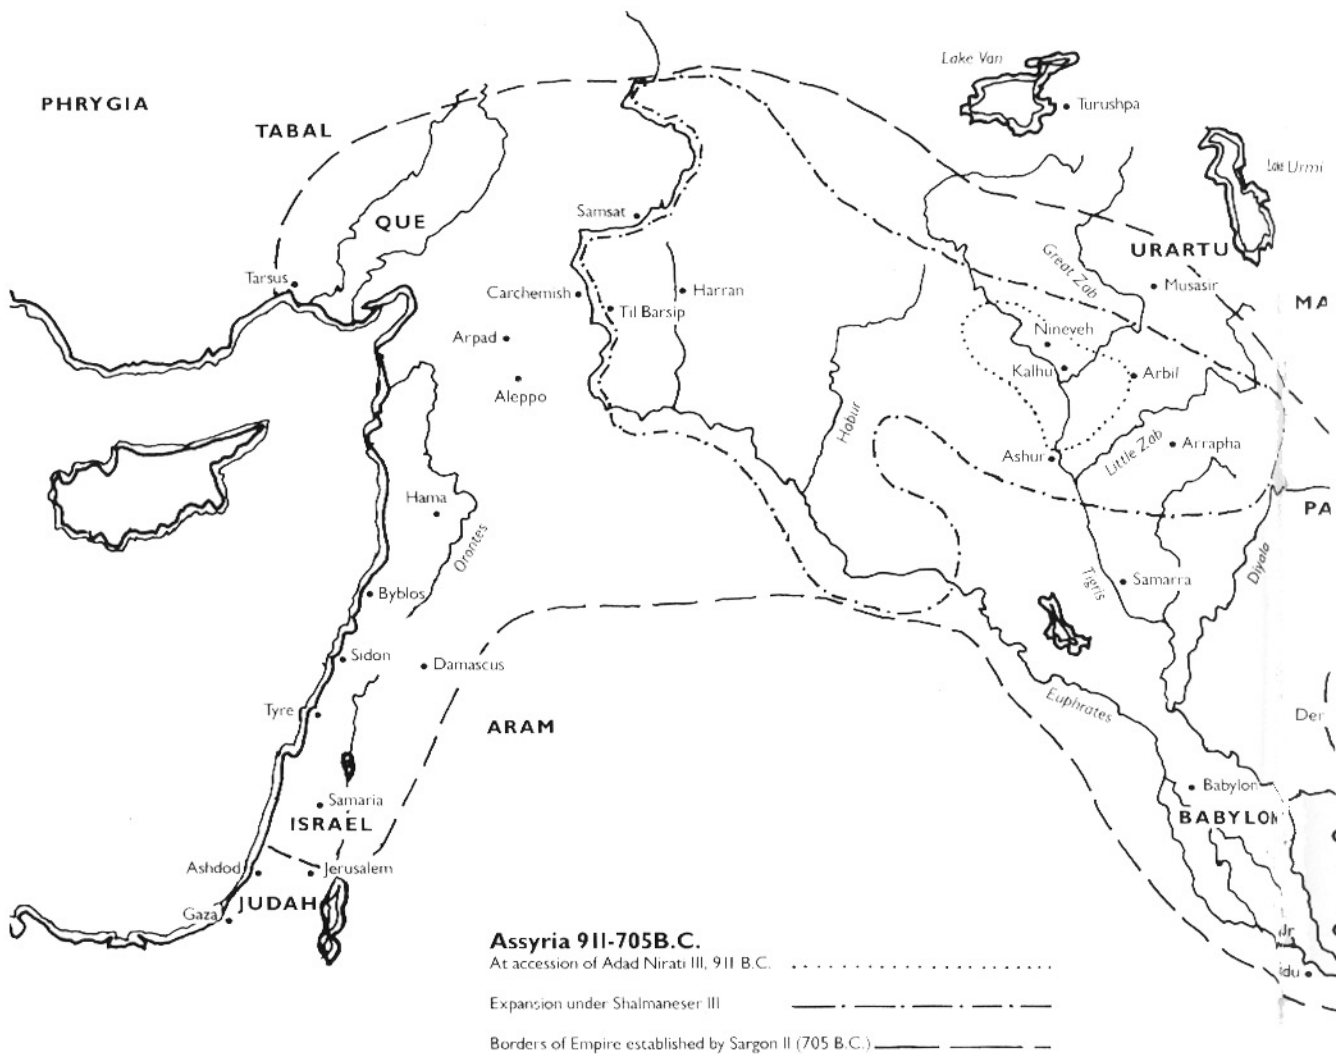 Lake Van
PHRYGIA
Turushpa
TABAL
Urmi
Samsat
QUE
URARTU
Great Zab
Tarsus
Musasir
Carchemish
Harran
MA
Til Barsip
Nineveh
Arpad
Kalhu
Arbil
Aleppo
Habur
Ashur
Little Zab
Arrapha
Hama
PA
Orontes
Diyala
Tigris
Samarra
Byblos
Sidon
Damascus
Euphrates
Tyre
Der
ARAM
Babylon
Samaria
ISRAEL
BABYLON
Ashdod
Jerusalem
JUDAH
Gaza
Assyria 911-705B.C.
At accession of Adad Nirati III, 911 B.C.
Expansion under Shalmaneser III
Borders of Empire established by Sargon II (705 B.C.)